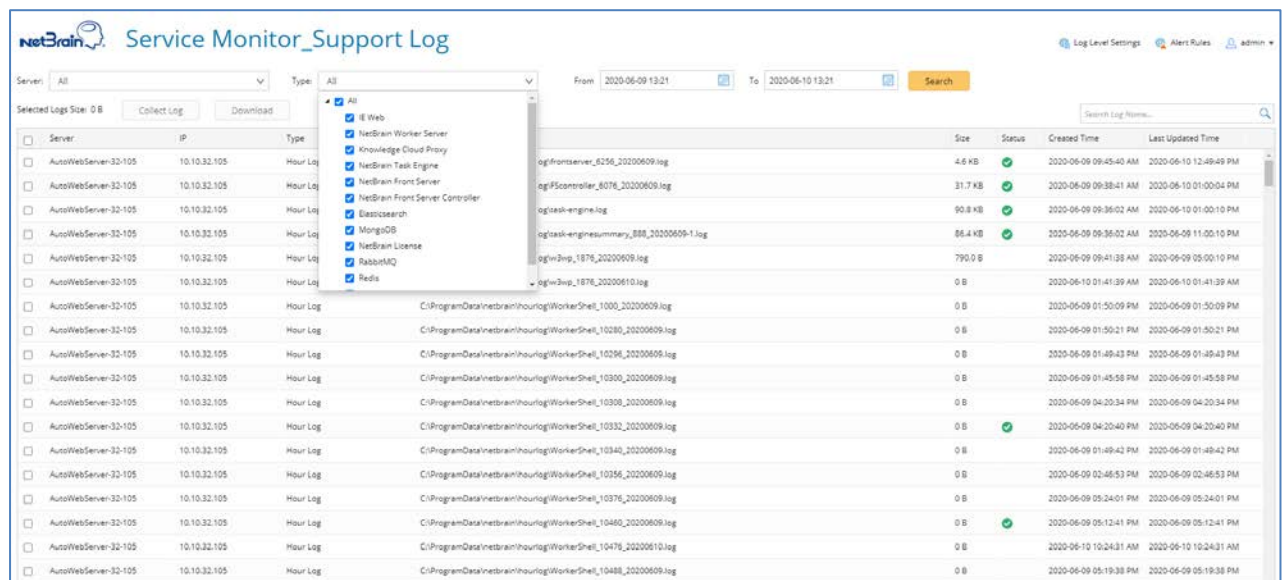 NetBrain Service Monitor_Support Log Log Level Settings Alert Rules admin
Server: All Type: All From 2020-06-09 13:21 To 2020-06-10 13:21 Search
Selected Logs Size: 0 B Collect Log Download Search Log Name...
All
IE Web
NetBrain Worker Server
Knowledge Cloud Proxy
NetBrain Task Engine
NetBrain Front Server
NetBrain Front Server Controller
Elasticsearch
MongoDB
NetBrain License
RabbitMQ
Redis
Server IP Type Size Status Created Time Last Updated Time
AutoWebServer-32-105 10.10.32.105 Hour Log og\frontserver_6256_20200609.log 4.6 KB 2020-06-09 09:45:40 AM 2020-06-10 12:49:49 PM
AutoWebServer-32-105 10.10.32.105 Hour Log og\FScontroller_6076_20200609.log 31.7 KB 2020-06-09 09:38:41 AM 2020-06-10 01:00:04 PM
AutoWebServer-32-105 10.10.32.105 Hour Log og\task-engine.log 90.8 KB 2020-06-09 09:36:02 AM 2020-06-10 01:00:10 PM
AutoWebServer-32-105 10.10.32.105 Hour Log og\task-enginesummary_888_20200609-1.log 86.4 KB 2020-06-09 09:36:02 AM 2020-06-09 11:00:10 PM
AutoWebServer-32-105 10.10.32.105 Hour Log og\w3wp_1876_20200609.log 790.0 B 2020-06-09 09:41:38 AM 2020-06-09 05:00:10 PM
AutoWebServer-32-105 10.10.32.105 Hour Log og\w3wp_1876_20200610.log 0 B 2020-06-10 01:41:39 AM 2020-06-10 01:41:39 AM
AutoWebServer-32-105 10.10.32.105 Hour Log C:\ProgramData\netbrain\hourlog\WorkerShell_1000_20200609.log 0 B 2020-06-09 01:50:09 PM 2020-06-09 01:50:09 PM
AutoWebServer-32-105 10.10.32.105 Hour Log C:\ProgramData\netbrain\hourlog\WorkerShell_10280_20200609.log 0 B 2020-06-09 01:50:21 PM 2020-06-09 01:50:21 PM
AutoWebServer-32-105 10.10.32.105 Hour Log C:\ProgramData\netbrain\hourlog\WorkerShell_10296_20200609.log 0 B 2020-06-09 01:49:43 PM 2020-06-09 01:49:43 PM
AutoWebServer-32-105 10.10.32.105 Hour Log C:\ProgramData\netbrain\hourlog\WorkerShell_10300_20200609.log 0 B 2020-06-09 01:45:58 PM 2020-06-09 01:45:58 PM
AutoWebServer-32-105 10.10.32.105 Hour Log C:\ProgramData\netbrain\hourlog\WorkerShell_10308_20200609.log 0 B 2020-06-09 04:20:34 PM 2020-06-09 04:20:34 PM
AutoWebServer-32-105 10.10.32.105 Hour Log C:\ProgramData\netbrain\hourlog\WorkerShell_10332_20200609.log 0 B 2020-06-09 04:20:40 PM 2020-06-09 04:20:40 PM
AutoWebServer-32-105 10.10.32.105 Hour Log C:\ProgramData\netbrain\hourlog\WorkerShell_10340_20200609.log 0 B 2020-06-09 01:49:42 PM 2020-06-09 01:49:42 PM
AutoWebServer-32-105 10.10.32.105 Hour Log C:\ProgramData\netbrain\hourlog\WorkerShell_10356_20200609.log 0 B 2020-06-09 02:46:53 PM 2020-06-09 02:46:53 PM
AutoWebServer-32-105 10.10.32.105 Hour Log C:\ProgramData\netbrain\hourlog\WorkerShell_10376_20200609.log 0 B 2020-06-09 05:24:01 PM 2020-06-09 05:24:01 PM
AutoWebServer-32-105 10.10.32.105 Hour Log C:\ProgramData\netbrain\hourlog\WorkerShell_10460_20200609.log 0 B 2020-06-09 05:12:41 PM 2020-06-09 05:12:41 PM
AutoWebServer-32-105 10.10.32.105 Hour Log C:\ProgramData\netbrain\hourlog\WorkerShell_10476_20200610.log 0 B 2020-06-10 10:24:31 AM 2020-06-10 10:24:31 AM
AutoWebServer-32-105 10.10.32.105 Hour Log C:\ProgramData\netbrain\hourlog\WorkerShell_10488_20200609.log 0 B 2020-06-09 05:19:38 PM 2020-06-09 05:19:38 PM